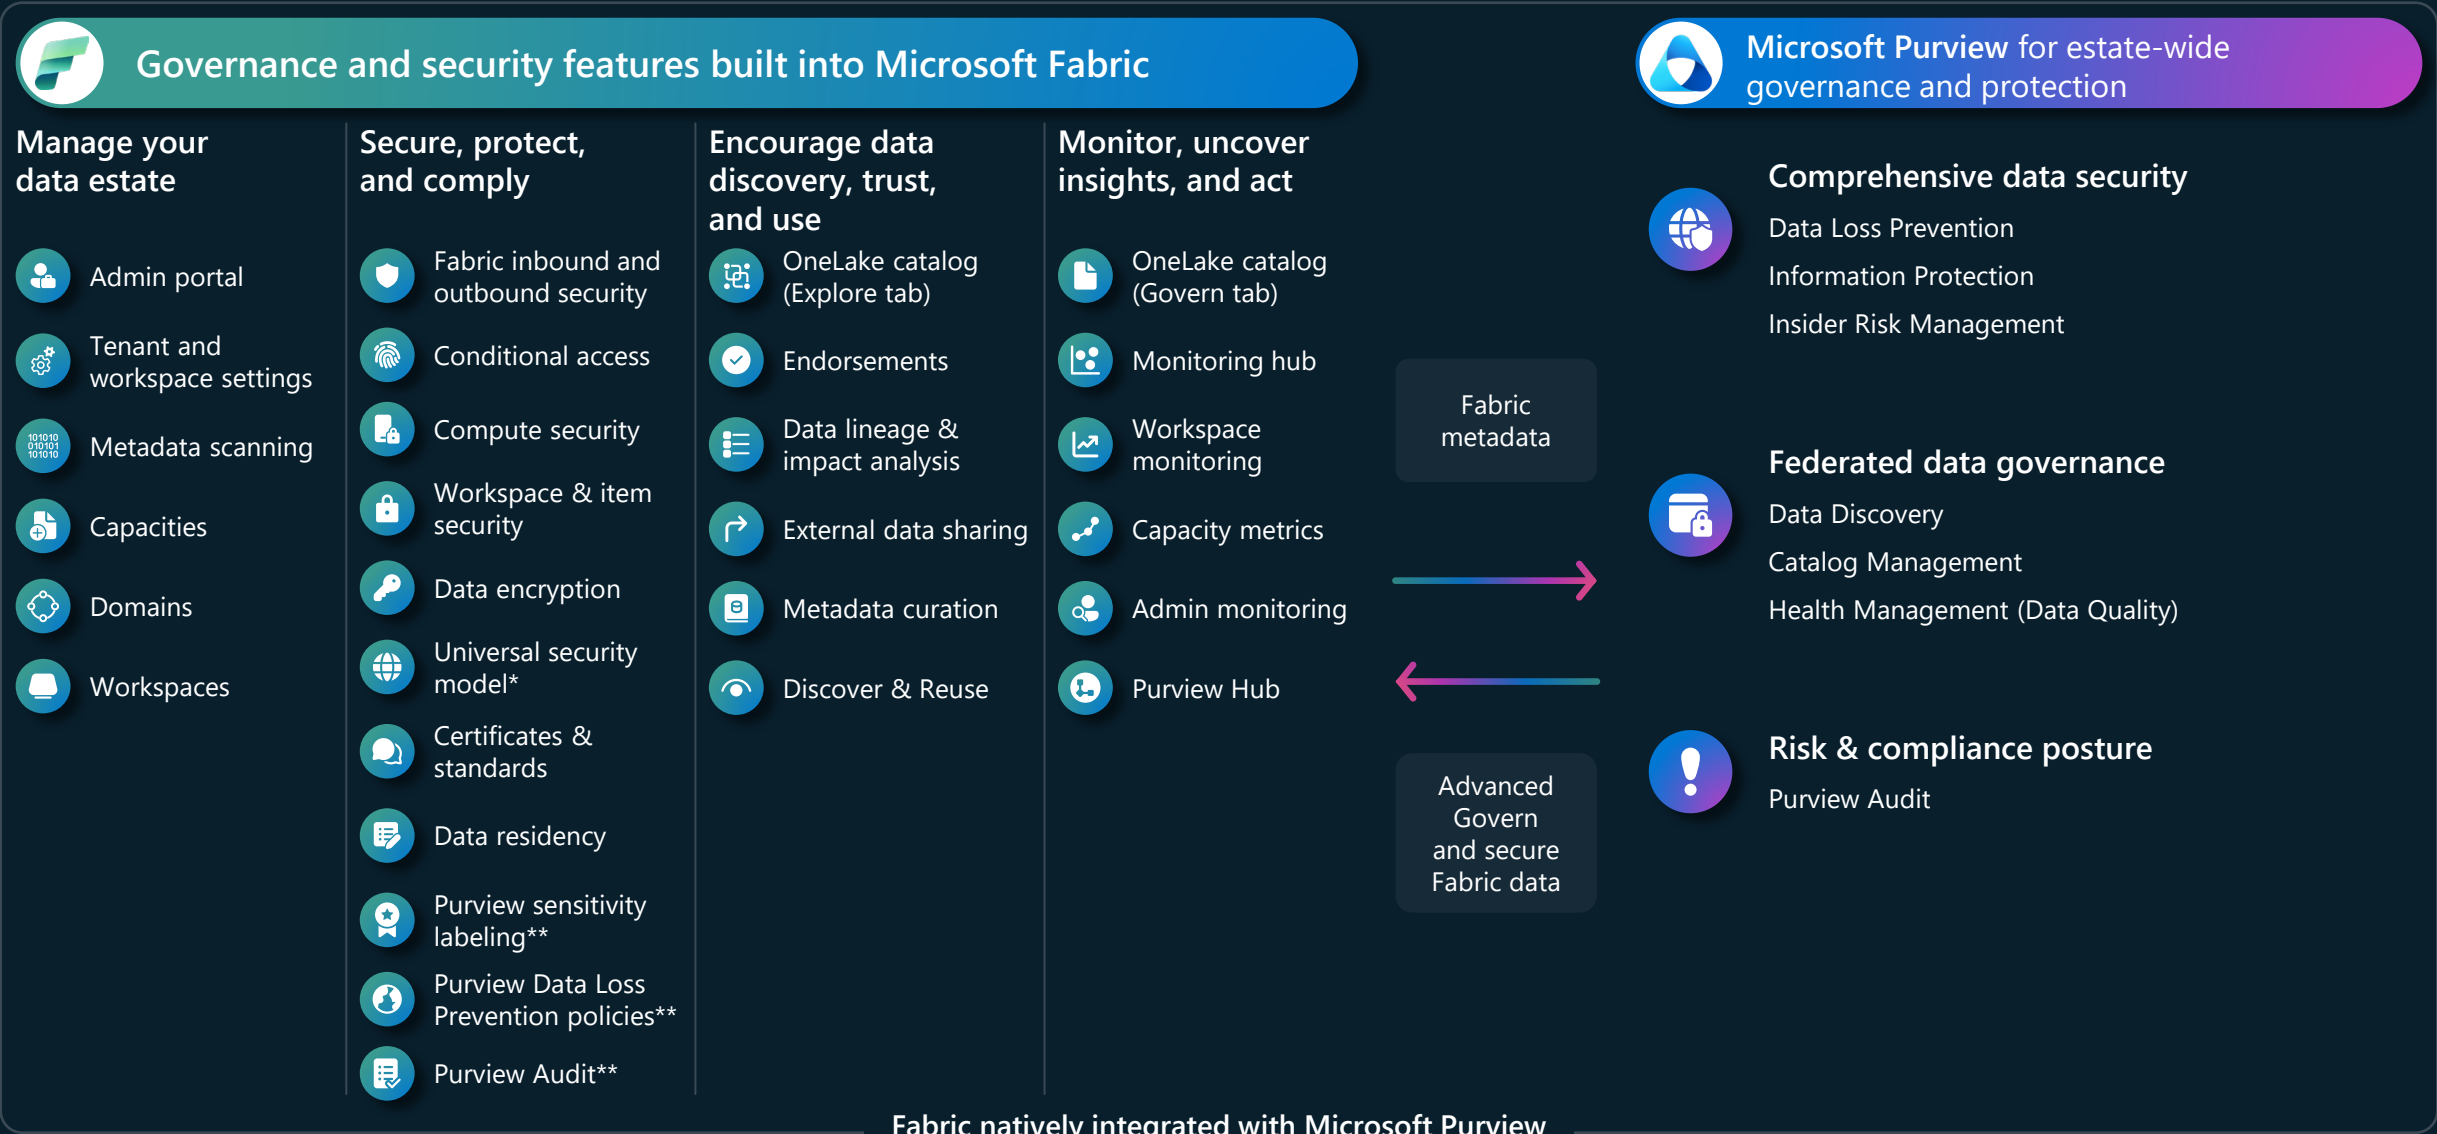 Governance and security features built into Microsoft Fabric
Manage your
data estate
Admin portal
Tenant and
workspace settings
101010
010101
101010
Metadata scanning
Capacities
Domains
Workspaces
Secure, protect,
and comply
Fabric inbound and
outbound security
Conditional access
Compute security
Workspace & item
security
Data encryption
Universal security
model*
Certificates &
standards
Data residency
Purview sensitivity
labeling**
Purview Data Loss
Prevention policies**
Purview Audit**
Encourage data
discovery, trust,
and use
OneLake catalog
(Explore tab)
Endorsements
Data lineage &
impact analysis
External data sharing
Metadata curation
Discover & Reuse
Monitor, uncover
insights, and act
OneLake catalog
(Govern tab)
Monitoring hub
Workspace
monitoring
Capacity metrics
Admin monitoring
Purview Hub
Fabric
metadata
Advanced
Govern
and secure
Fabric data
Microsoft Purview for estate-wide
governance and protection
Comprehensive data security
Data Loss Prevention
Information Protection
Insider Risk Management
Federated data governance
Data Discovery
Catalog Management
Health Management (Data Quality)
Risk & compliance posture
Purview Audit
Fabric natively integrated with Microsoft Purview